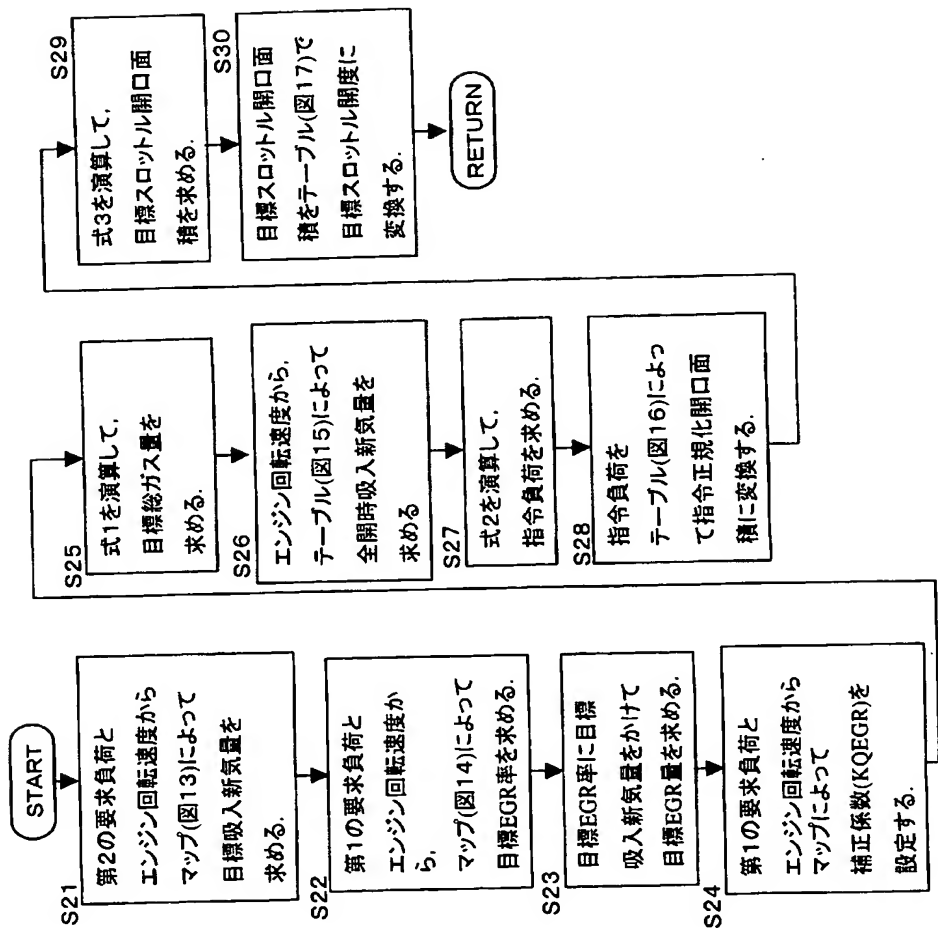 START
S21
第2の要求負荷と
エンジン回転速度から
マップ(図13)によって
目標吸入新気量を
求める.
S22
第1の要求負荷と
エンジン回転速度か
ら,
マップ(図14)によって
目標EGR率を求める.
S23
目標EGR率に目標
吸入新気量をかけて
目標EGR量を求める.
S24
第1の要求負荷と
エンジン回転速度から
マップによって
補正係数(KQEGR)を
設定する.
S25
式1を演算して,
目標総ガス量を
求める.
S26
エンジン回転速度から,
テーブル(図15)によって
全開時吸入新気量を
求める
S27
式2を演算して,
指令負荷を求める.
S28
指令負荷を
テーブル(図16)によっ
て指令正規化開口面
積に変換する.
S29
式3を演算して,
目標スロットル開口面
積を求める.
S30
目標スロットル開口面
積をテーブル(図17)で
目標スロットル開度に
変換する.
RETURN